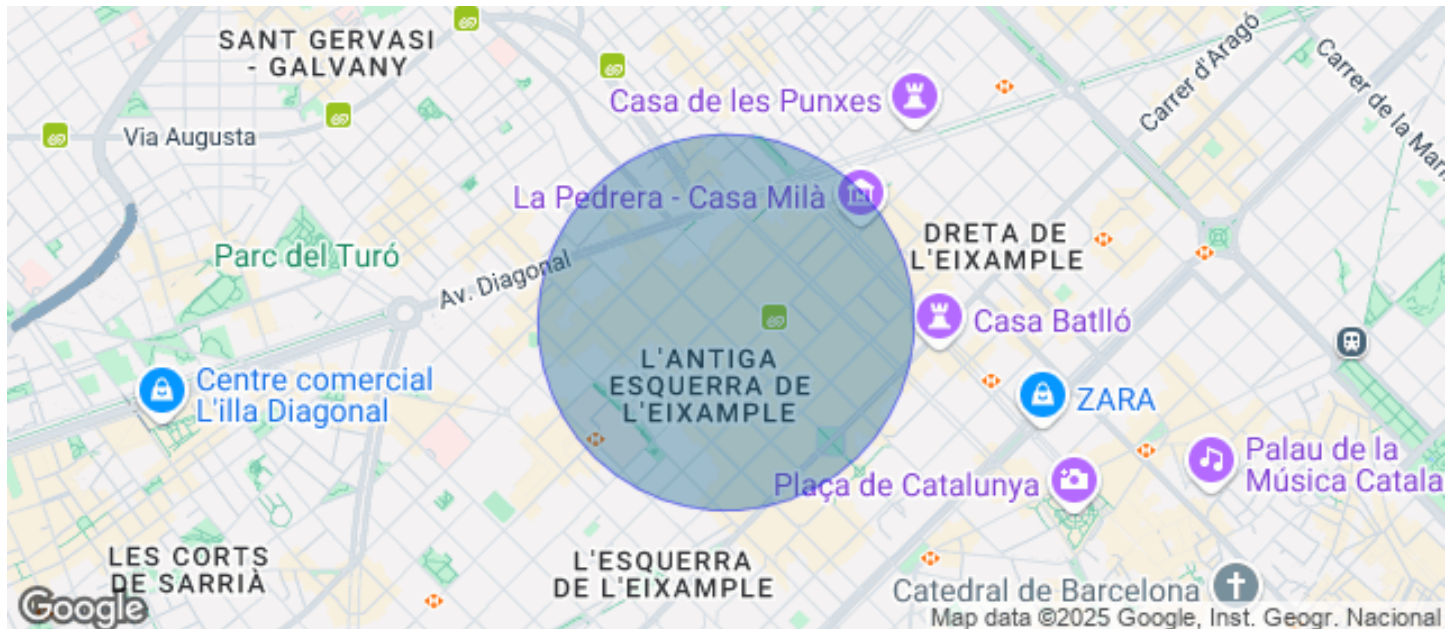 SANT GERVASI
- GALVANY
Casa de les Punxes
Carrer d'Aragó
Carrer de la Mari
Via Augusta
La Pedrera - Casa Milà
DRETA DE
L'EIXAMPLE
Parc del Turó
Av. Diagonal
Casa Batlló
L'ANTIGA
ESQUERRA DE
L'EIXAMPLE
Centre comercial
L'illa Diagonal
ZARA
Palau de la
Música Catala
Plaça de Catalunya
LES CORTS
DE SARRIÀ
L'ESQUERRA
DE L'EIXAMPLE
Catedral de Barcelona
Google
Map data ©2025 Google, Inst. Geogr. Nacional